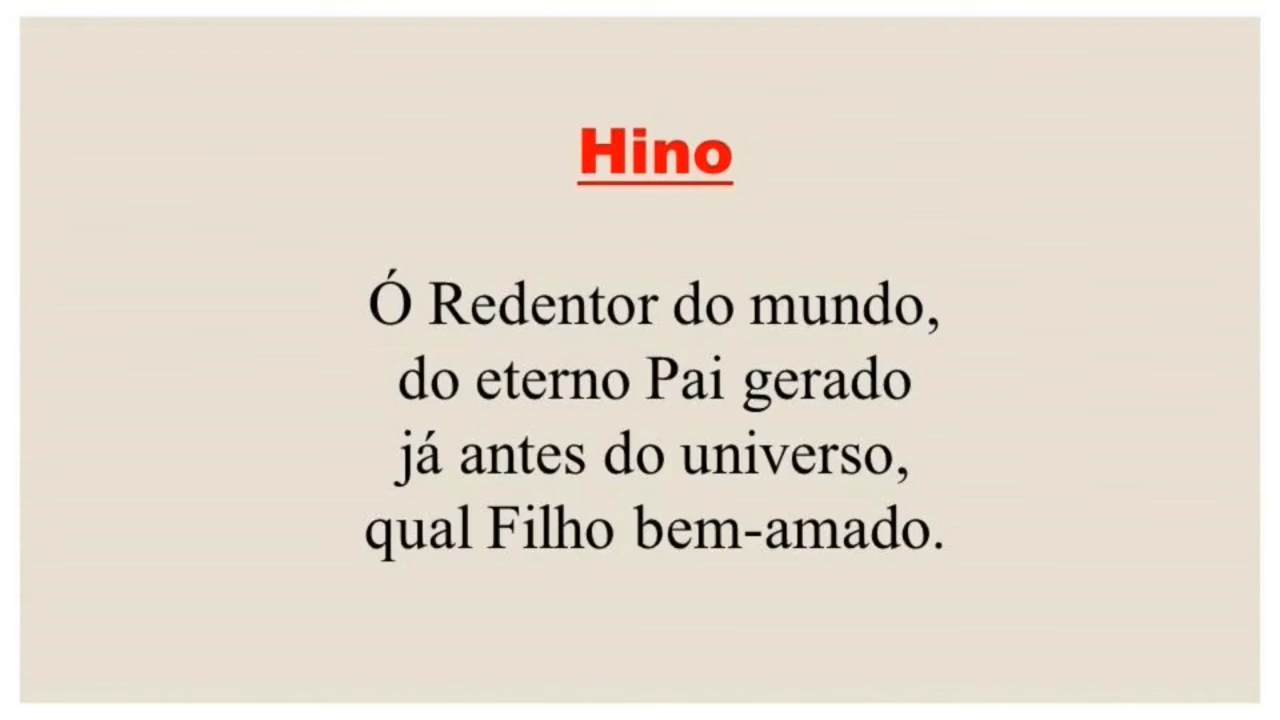 Hino
Ó Redentor do mundo,
do eterno Pai gerado
já antes do universo,
qual Filho bem-amado.